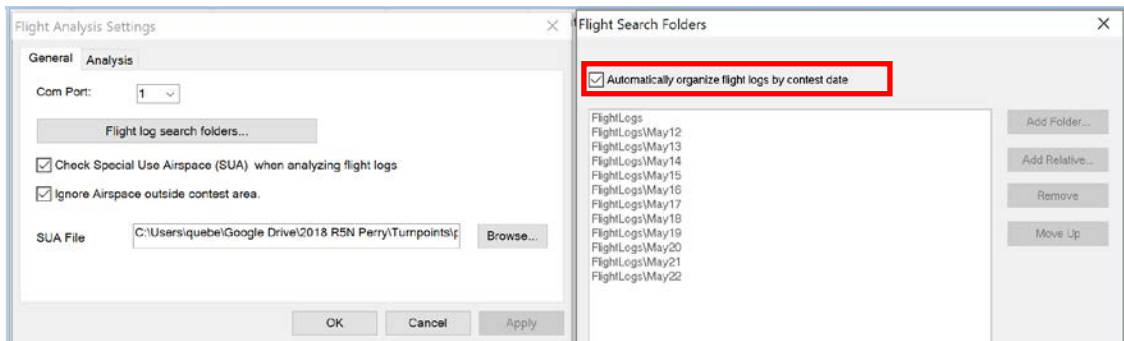 Flight Analysis Settings
General Analysis
Com Port: 1
Flight log search folders...
Check Special Use Airspace (SUA) when analyzing flight logs
Ignore Airspace outside contest area.
SUA File C:\Users\quebe\Google Drive\2018 R5N Perry\Turnpoints\p Browse...
OK Cancel Apply
Flight Search Folders
Automatically organize flight logs by contest date
FlightLogs
FlightLogs\May12
FlightLogs\May13
FlightLogs\May14
FlightLogs\May15
FlightLogs\May16
FlightLogs\May17
FlightLogs\May18
FlightLogs\May19
FlightLogs\May20
FlightLogs\May21
FlightLogs\May22
Add Folder...
Add Relative...
Remove
Move Up